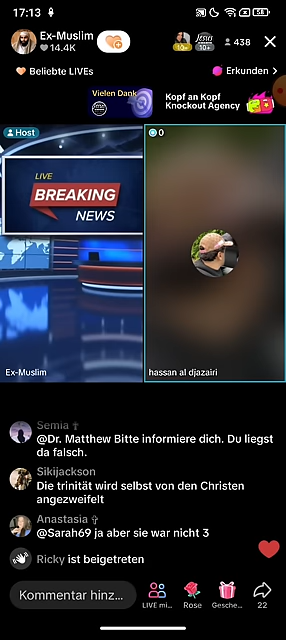 17:13
58
Ex-Muslim
14.4K
10+
JESUS
10+
438
Beliebte LIVEs
Erkunden
Vielen Dank
Kopf an Kopf
Knockout Agency
Host
0
LIVE
BREAKING
NEWS
Ex-Muslim
hassan al djazairi
Semia ✞
@Dr. Matthew Bitte informiere dich. Du liegst
da falsch.
Sikijackson
Die trinität wird selbst von den Christen
angezweifelt
Anastasia ✞
@Sarah69 ja aber sie war nicht 3
Ricky ist beigetreten
Kommentar hinz...
LIVE mi...
Rose
Gesche...
22